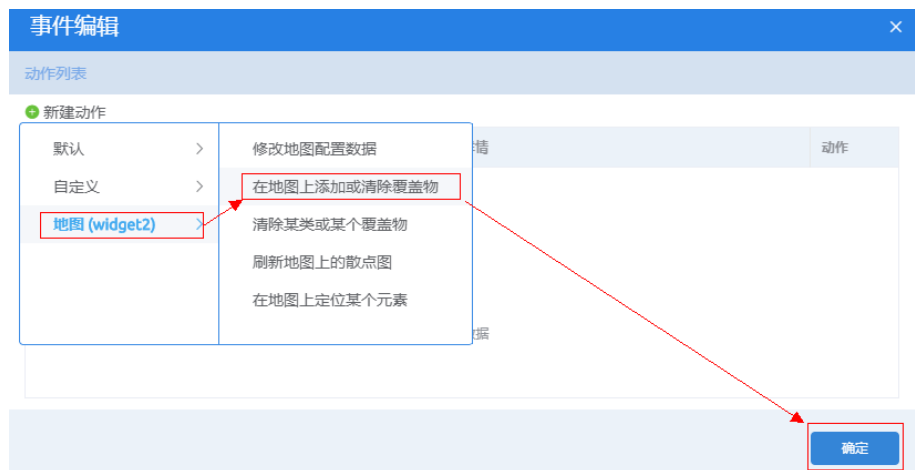 事件编辑
动作列表
新建动作
默认
自定义
地图 (widget2)
修改地图配置数据
在地图上添加或清除覆盖物
清除某类或某个覆盖物
刷新地图上的散点图
在地图上定位某个元素
情
动作
据
确定